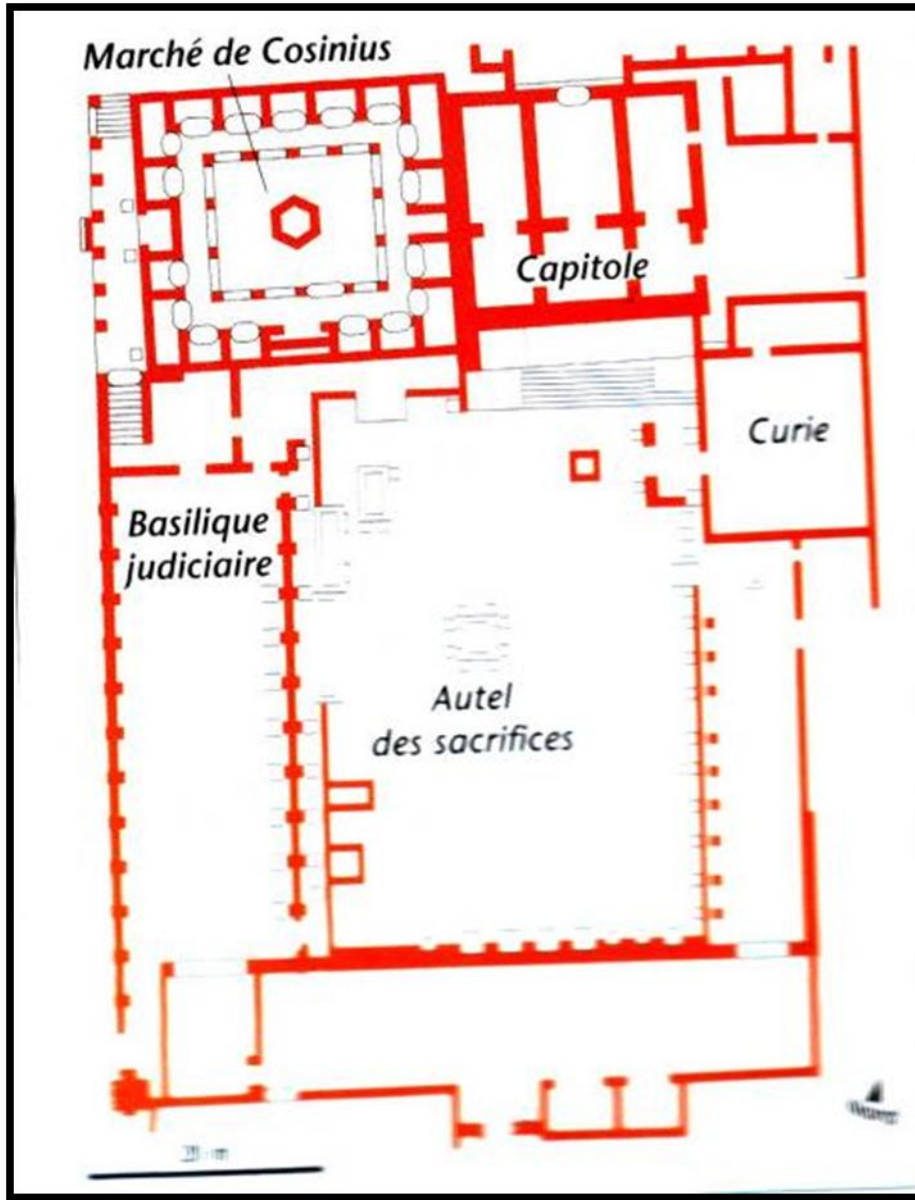 Marché de Cosinius
Capitole
Curie
Basilique
judiciaire
Autel
des sacrifices